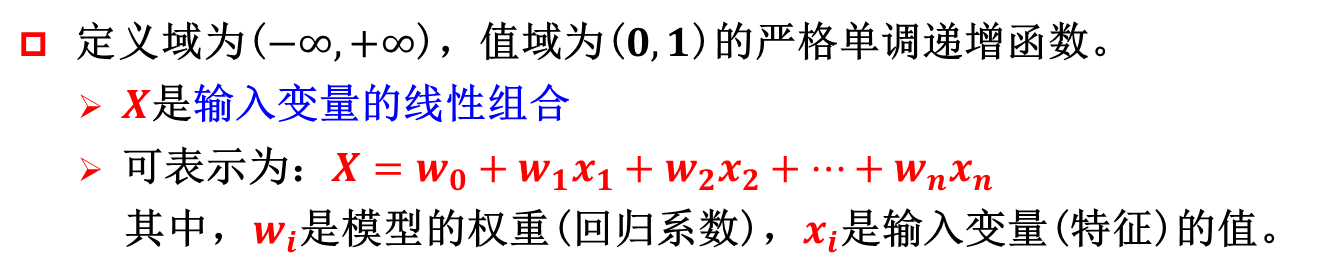 定义域为(−∞,+∞)，值域为(0,1)的严格单调递增函数。
X是输入变量的线性组合
可表示为：X = w₀ + w₁x₁ + w₂x₂ + ⋯ + wₙxₙ
其中，wᵢ是模型的权重(回归系数)，xᵢ是输入变量(特征)的值。